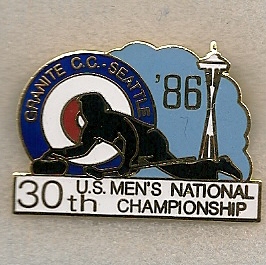 GRANITE C.C.-SEATTLE
'86
30th U.S. MEN'S NATIONAL
CHAMPIONSHIP